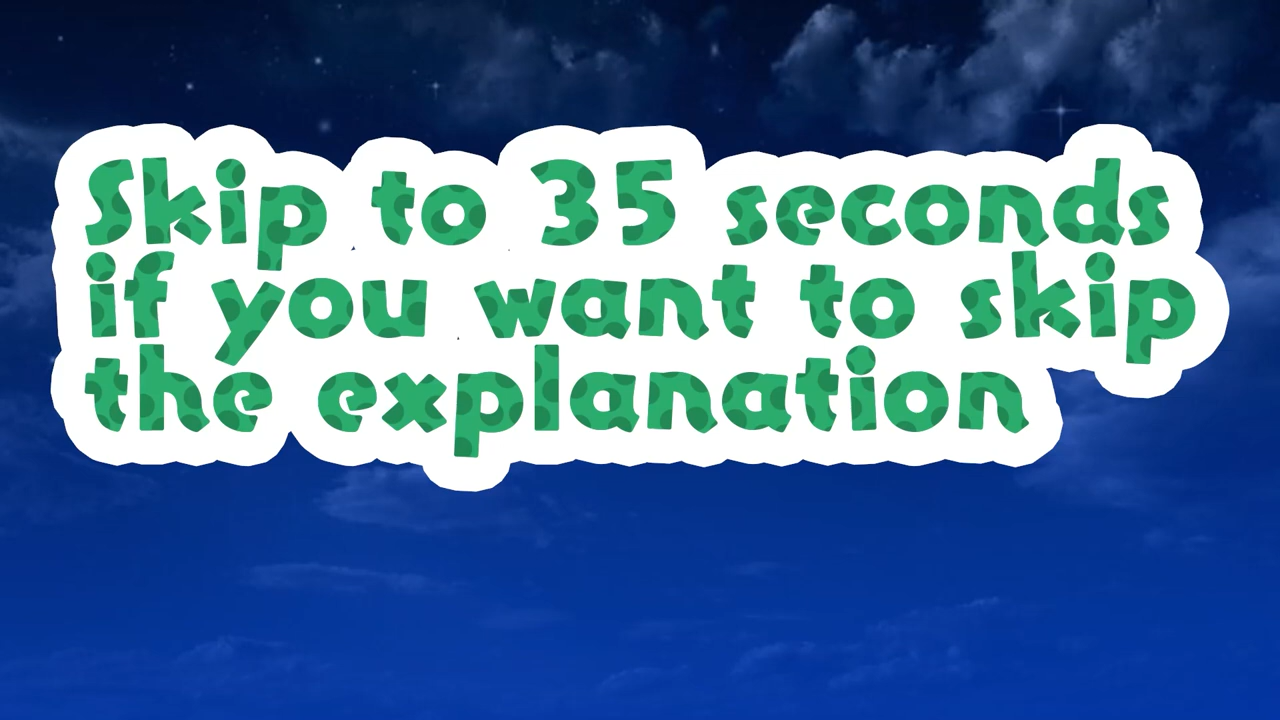 Skip to 35 seconds
if you want to skip
the explanation